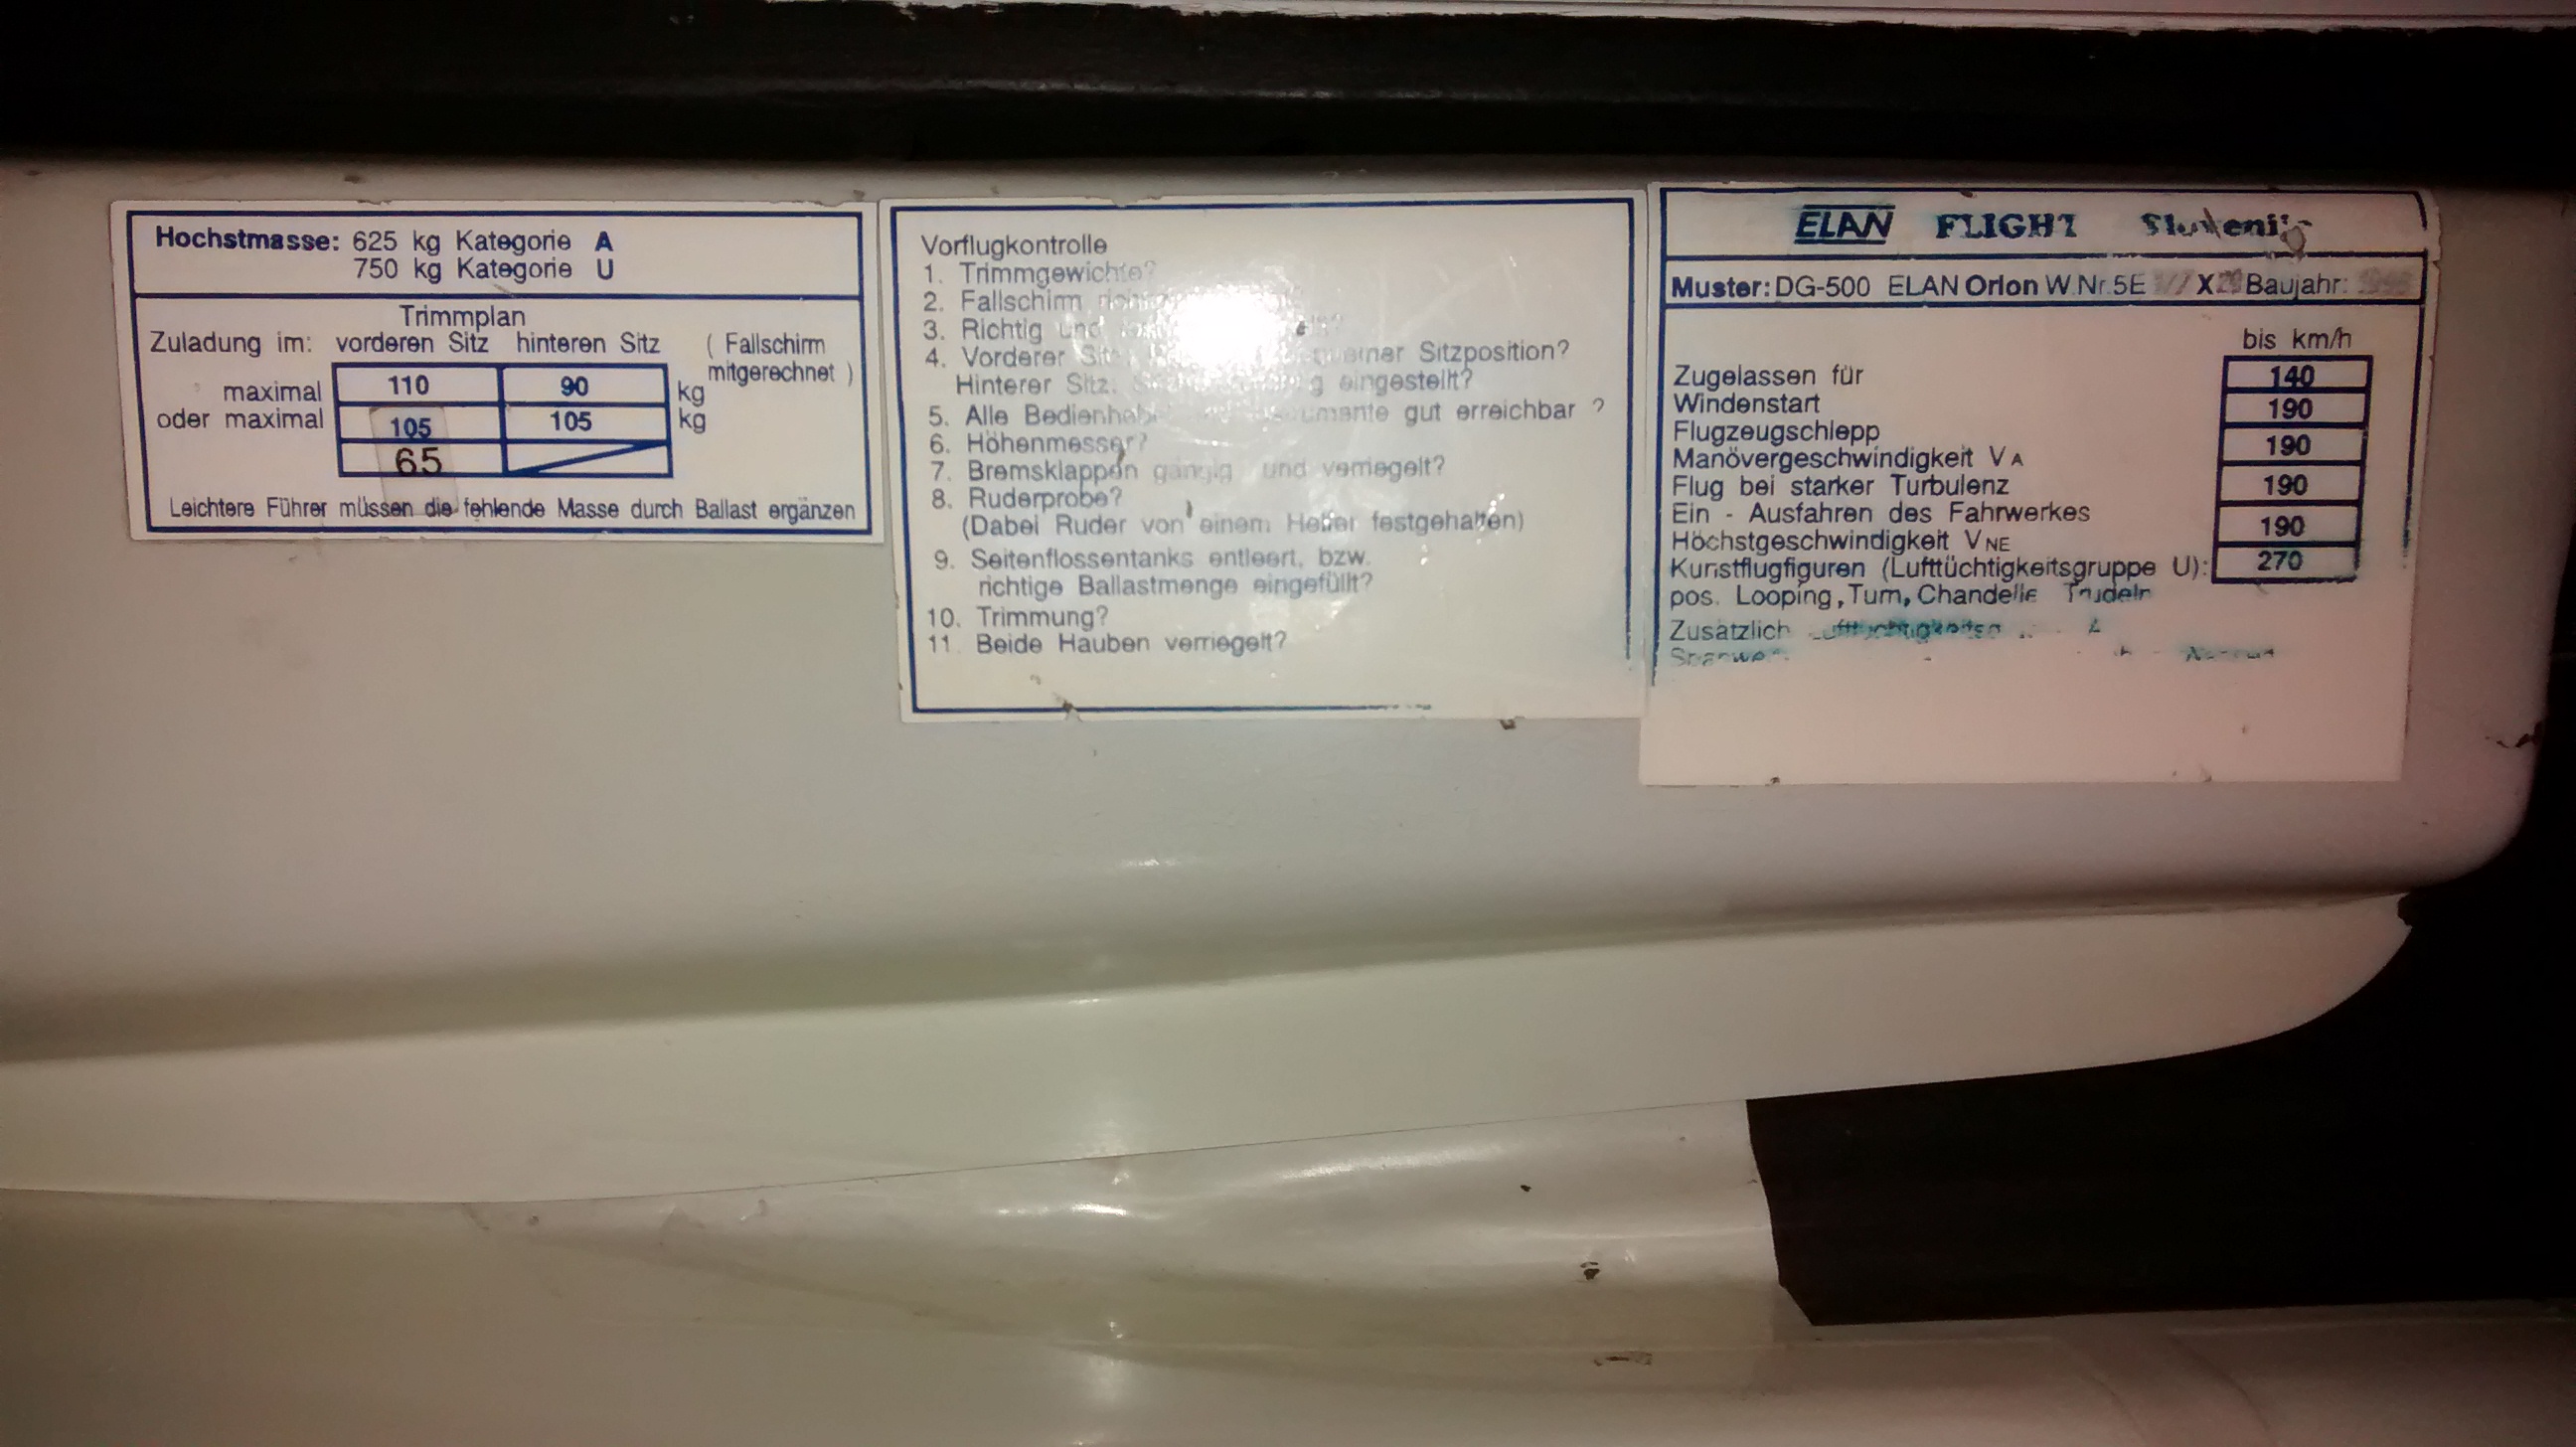 Hochstmasse: 625 kg Kategorie A
750 kg Kategorie U
Trimmplan
Zuladung im: vorderen Sitz hinteren Sitz ( Fallschirm
mitgerechnet )
maximal 110 90 kg
oder maximal 105 105 kg
65
Leichtere Führer müssen die fehlende Masse durch Ballast ergänzen
Vorflugkontrolle
1. Trimmgewichte?
2. Fallschirm
3. Richtig und
4. Vorderer Sitzposition?
Hinterer Sitz: eingestellt?
5. Alle gut erreichbar ?
6. Höhenmesser?
7. Bremsklappen gängig und verriegelt?
8. Ruderprobe?
(Dabei Ruder von einem Helfer festgehalten)
9. Seitenflossentanks entleert, bzw.
richtige Ballastmenge eingefüllt?
10. Trimmung?
11. Beide Hauben verriegelt?
ELAN FLIGHT
Muster: DG-500 ELAN Orion W.Nr.5E X Baujahr:
bis km/h
Zugelassen für 140
Windenstart 190
Flugzeugschlepp 190
Manövergeschwindigkeit VA
Flug bei starker Turbulenz 190
Ein - Ausfahren des Fahrwerkes 190
Höchstgeschwindigkeit VNE
Kunstflugfiguren (Lufttüchtigkeitsgruppe U): 270
pos. Looping, Turn, Chandelle Trudeln
Zusätzlich